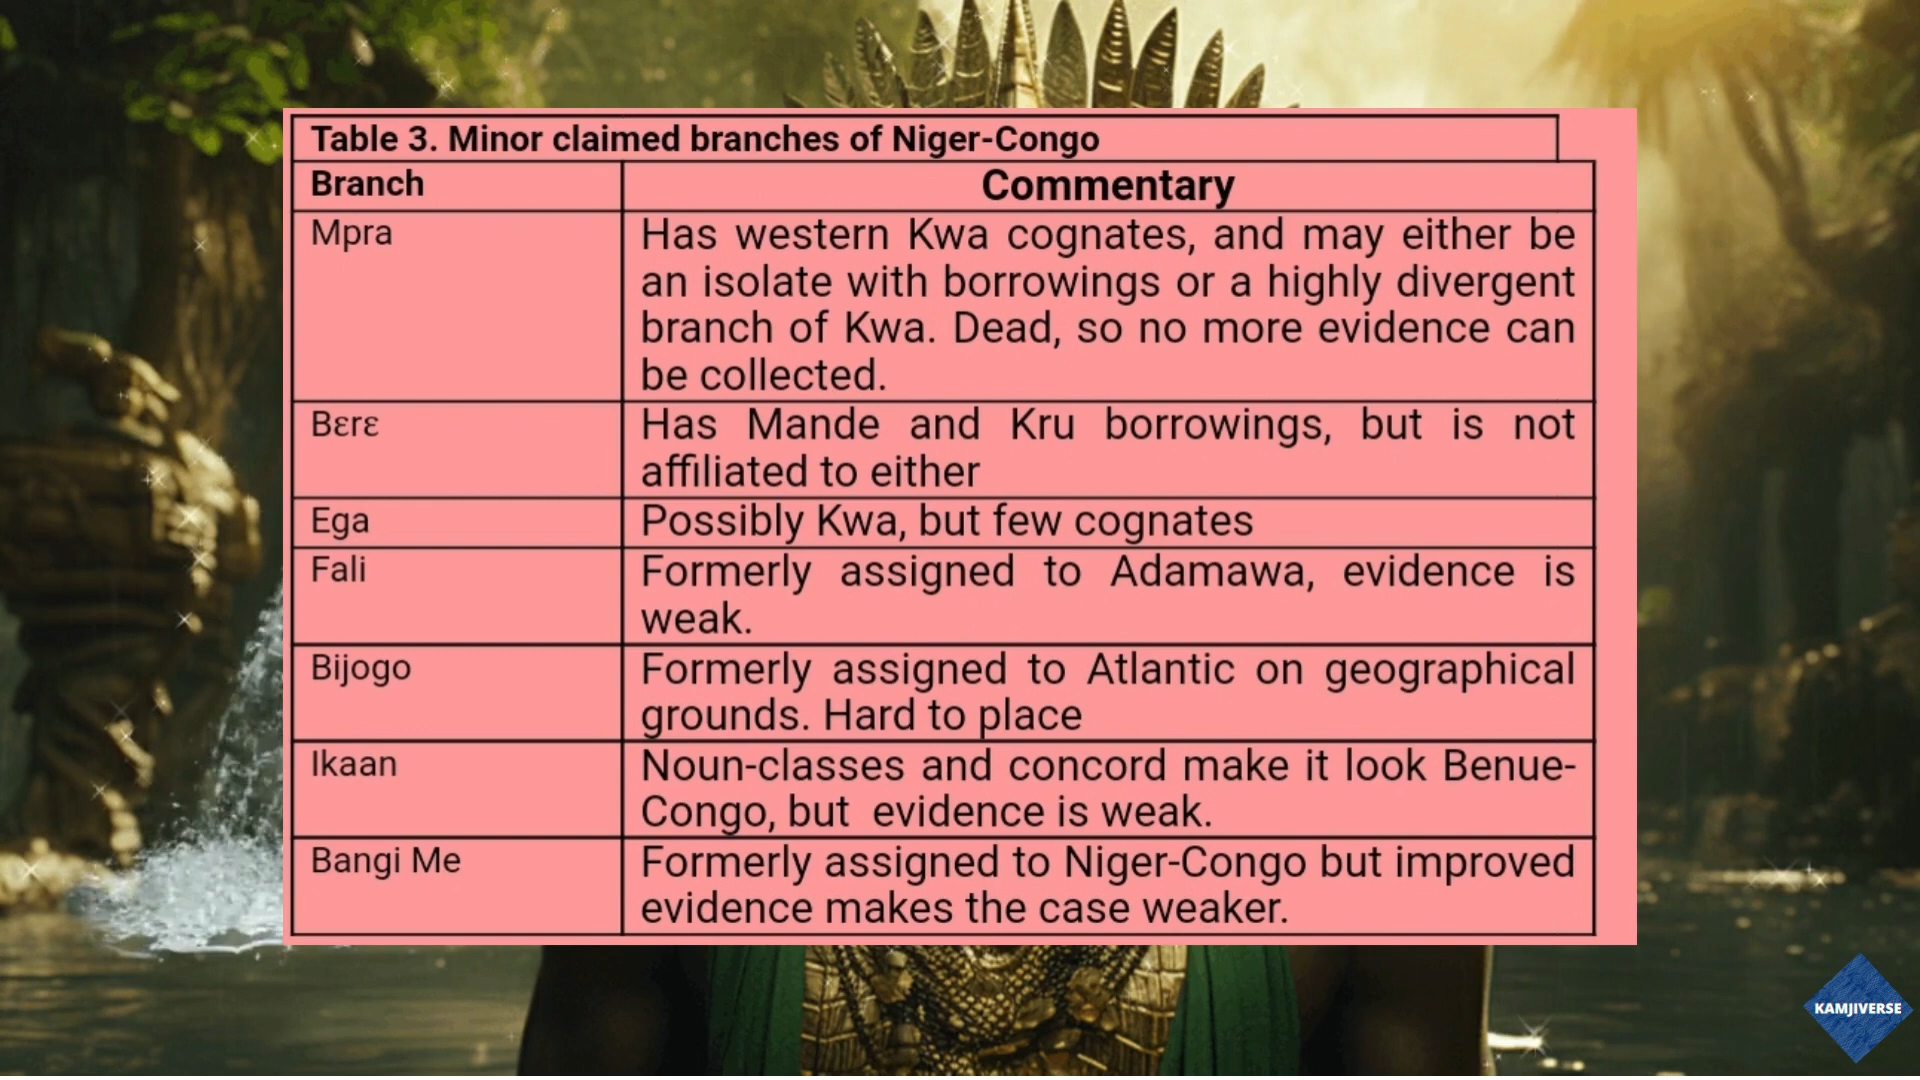 Table 3. Minor claimed branches of Niger-Congo
Branch
Commentary
Mpra
Has western Kwa cognates, and may either be
an isolate with borrowings or a highly divergent
branch of Kwa. Dead, so no more evidence can
be collected.
Bɛrɛ
Has Mande and Kru borrowings, but is not
affiliated to either
Ega
Possibly Kwa, but few cognates
Fali
Formerly assigned to Adamawa, evidence is
weak.
Bijogo
Formerly assigned to Atlantic on geographical
grounds. Hard to place
Ikaan
Noun-classes and concord make it look Benue-
Congo, but evidence is weak.
Bangi Me
Formerly assigned to Niger-Congo but improved
evidence makes the case weaker.
KAMJIVERSE